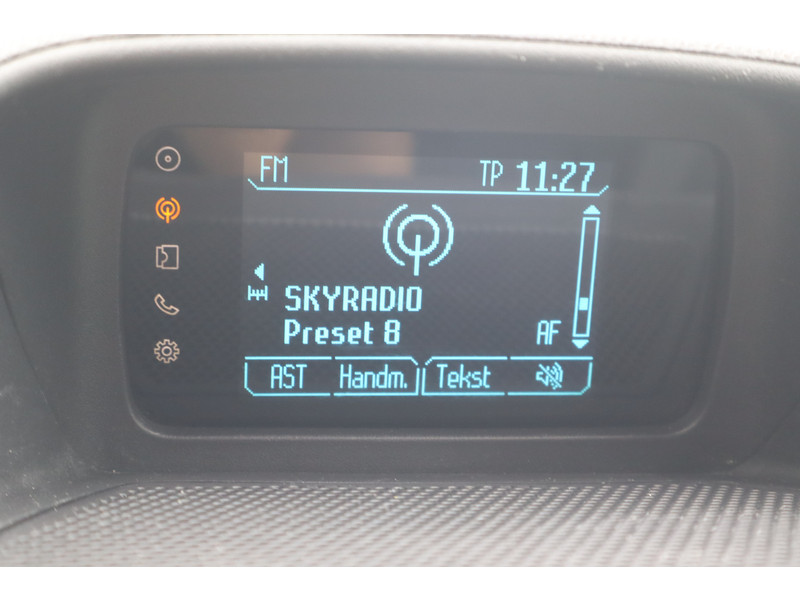 FM TP 11:27
SKYRADIO
Preset 8 AF
AST Handm. Tekst